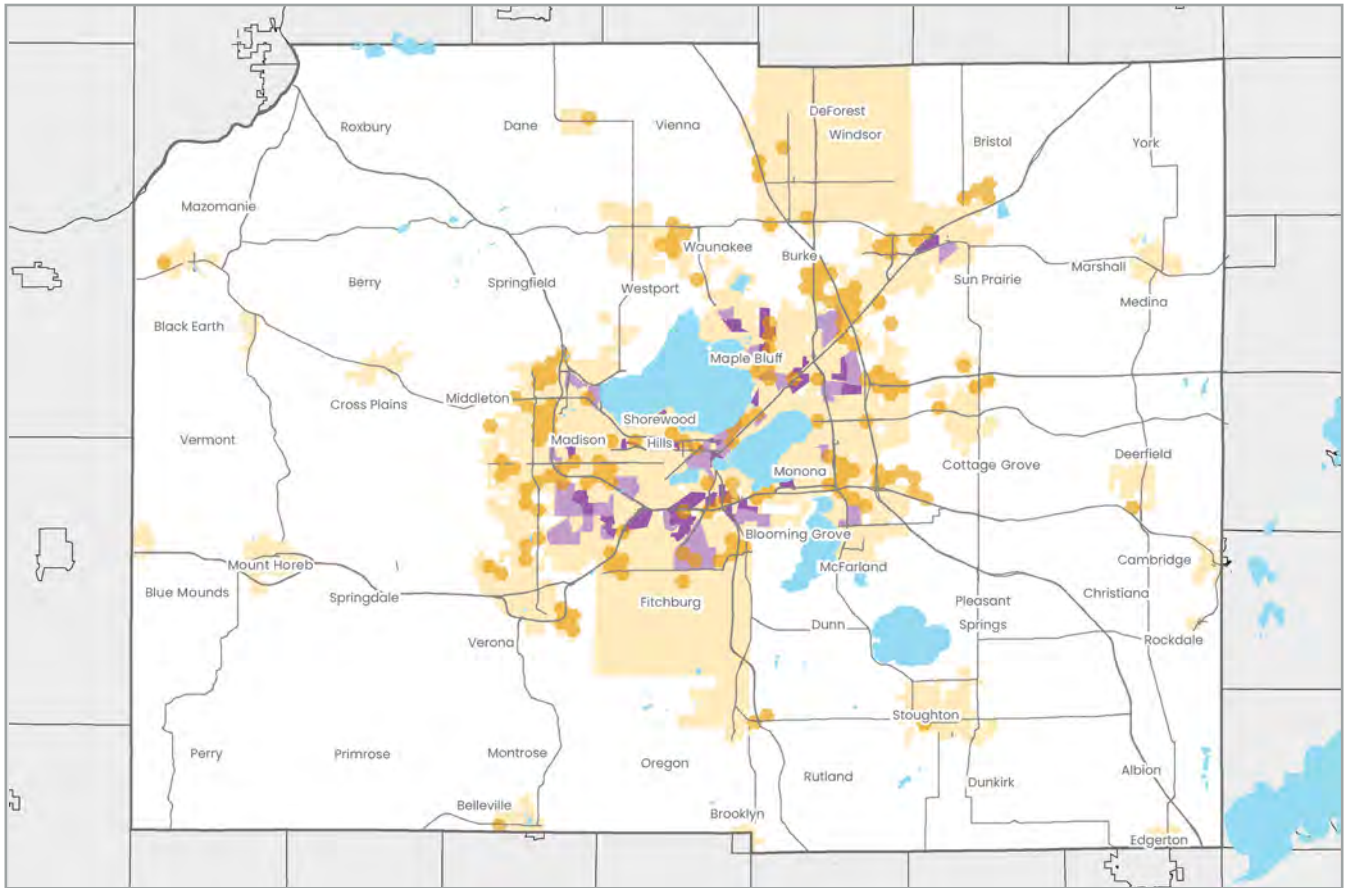 DeForest
Windsor
Roxbury
Dane
Vienna
Bristol
York
Mazomanie
Waunakee
Burke
Marshall
Sun Prairie
Berry
Springfield
Westport
Medina
Black Earth
Maple Bluff
Cross Plains
Middleton
Shorewood
Hills
Vermont
Madison
Monona
Deerfield
Cottage Grove
Blooming Grove
McFarland
Cambridge
Mount Horeb
Blue Mounds
Springdale
Fitchburg
Pleasant
Springs
Christiana
Dunn
Verona
Rockdale
Stoughton
Perry
Primrose
Montrose
Oregon
Rutland
Dunkirk
Albion
Belleville
Brooklyn
Edgerton